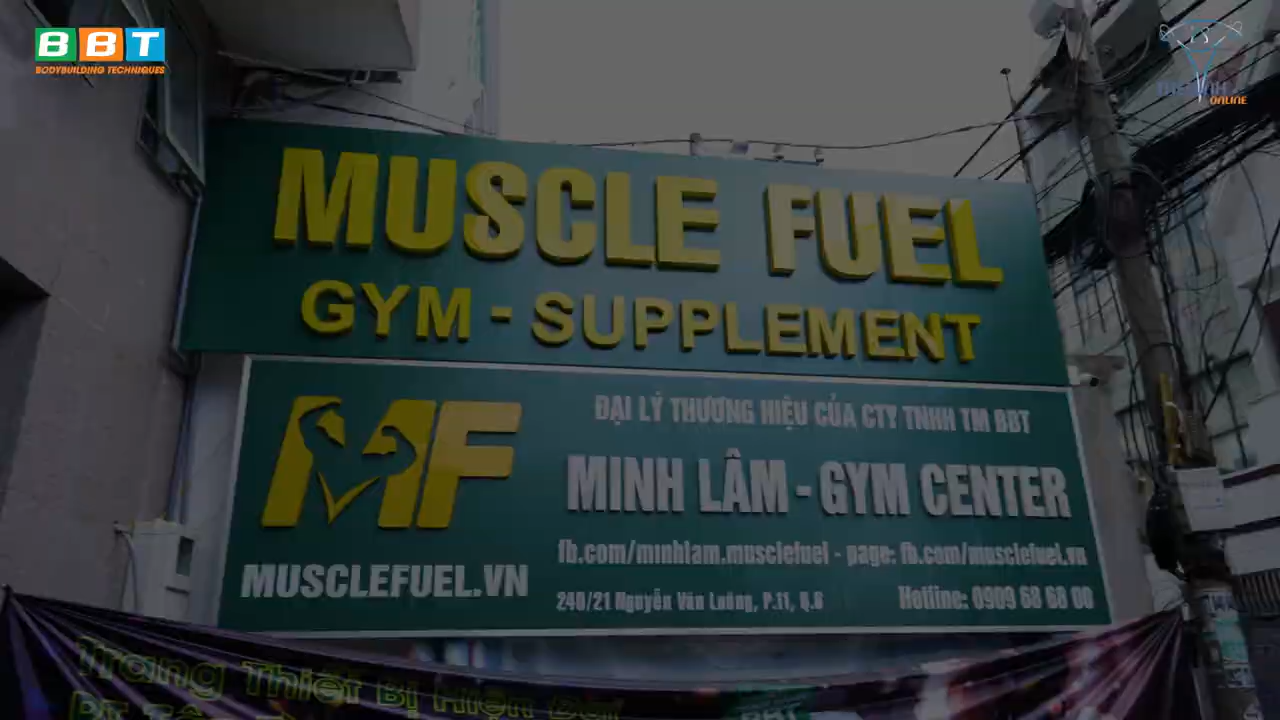 BBT
BODYBUILDING TECHNIQUES
ONLINE
MUSCLE FUEL
GYM - SUPPLEMENT
MF
ĐẠI LÝ THƯƠNG HIỆU CỦA CTY TNHH TM BBT
MINH LÂM - GYM CENTER
fb.com/minhlam.musclefuel - page: fb.com/musclefuel.vn
MUSCLEFUEL.VN
240/21 Nguyễn Văn Luông, P.11, Q.6
Hotline: 0909 68 68 00
Trang Thiết Bị Hiện Đại
BBT